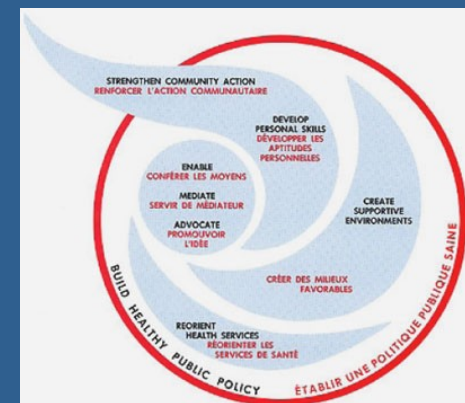 STRENGTHEN COMMUNITY ACTION
RENFORCER L'ACTION COMMUNAUTAIRE
DEVELOP
PERSONAL SKILLS
DÉVELOPPER LES
APTITUDES
PERSONNELLES
ENABLE
CONFÉRER LES MOYENS
MEDIATE
SERVIR DE MÉDIATEUR
ADVOCATE
PROMOUVOIR
L'IDÉE
CREATE
SUPPORTIVE
ENVIRONMENTS
CRÉER DES MILIEUX
FAVORABLES
REORIENT
HEALTH SERVICES
RÉORIENTER LES
SERVICES DE SANTÉ
BUILD HEALTHY PUBLIC POLICY
ÉTABLIR UNE POLITIQUE PUBLIQUE SAINE